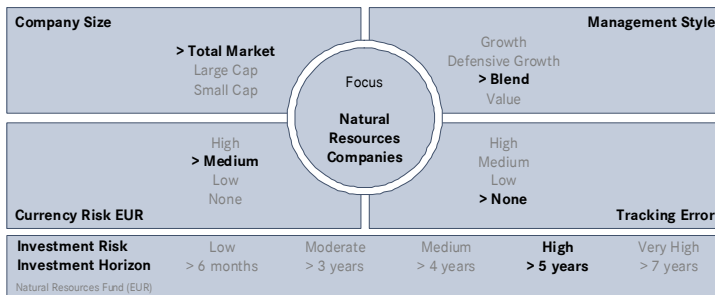 Company Size
> Total Market
Large Cap
Small Cap
Management Style
Growth
Defensive Growth
> Blend
Value
Focus
Natural
Resources
Companies
High
> Medium
Low
None
Currency Risk EUR
High
Medium
Low
> None
Tracking Error
Investment Risk Low Moderate Medium High Very High
Investment Horizon > 6 months > 3 years > 4 years > 5 years > 7 years
Natural Resources Fund (EUR)